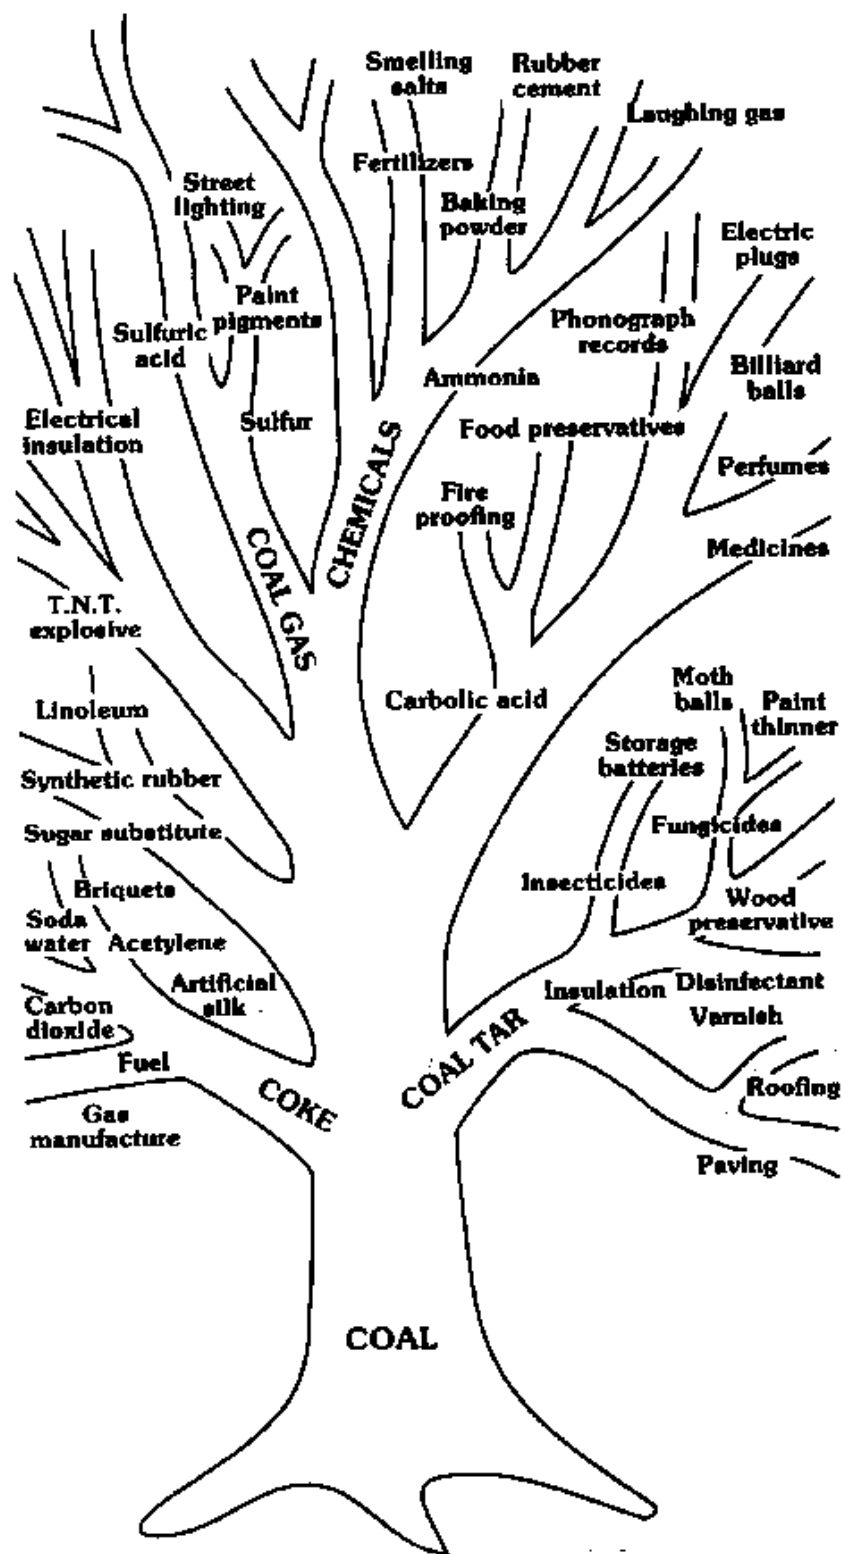 Smelling
salts
Rubber
cement
Laughing gas
Fertilizers
Street
lighting
Baking
powder
Electric
plugs
Paint
pigments
Sulfuric
acid
Phonograph
records
Billiard
balls
Ammonia
Electrical
insulation
Sulfur
Food preservatives
CHEMICALS
Perfumes
Fire
proofing
Medicines
COAL GAS
T.N.T.
explosive
Carbolic acid
Moth
balls
Paint
thinner
Linoleum
Storage
batteries
Synthetic rubber
Sugar substitute
Fungicides
Briquets
Insecticides
Wood
preservative
Soda
water
Acetylene
Artificial
silk
Insulation
Disinfectant
Varnish
Carbon
dioxide
Fuel
COKE
COAL TAR
Roofing
Gas
manufacture
Paving
COAL